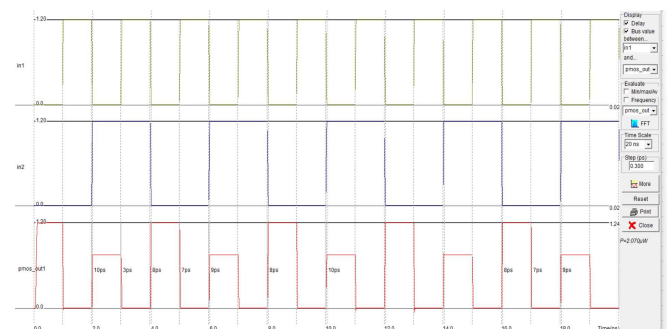 1.20
in1
0.0
0.02
1.20
in2
0.0
0.02
1.20
1.24
pmos_out1
10ps 3ps 8ps 7ps 9ps 8ps 10ps 8ps 7ps 9ps
0.0
0.0 2.0 4.0 6.0 8.0 10.0 12.0 14.0 16.0 18.0 Time(ns)
Display
Delay
Bus value
between...
in1
and...
pmos_out
Evaluate
Min/max/av
Frequency
pmos_out
FFT
Time Scale
20 ns
Step (ps)
0.300
More
Reset
Print
Close
P=2.070µW